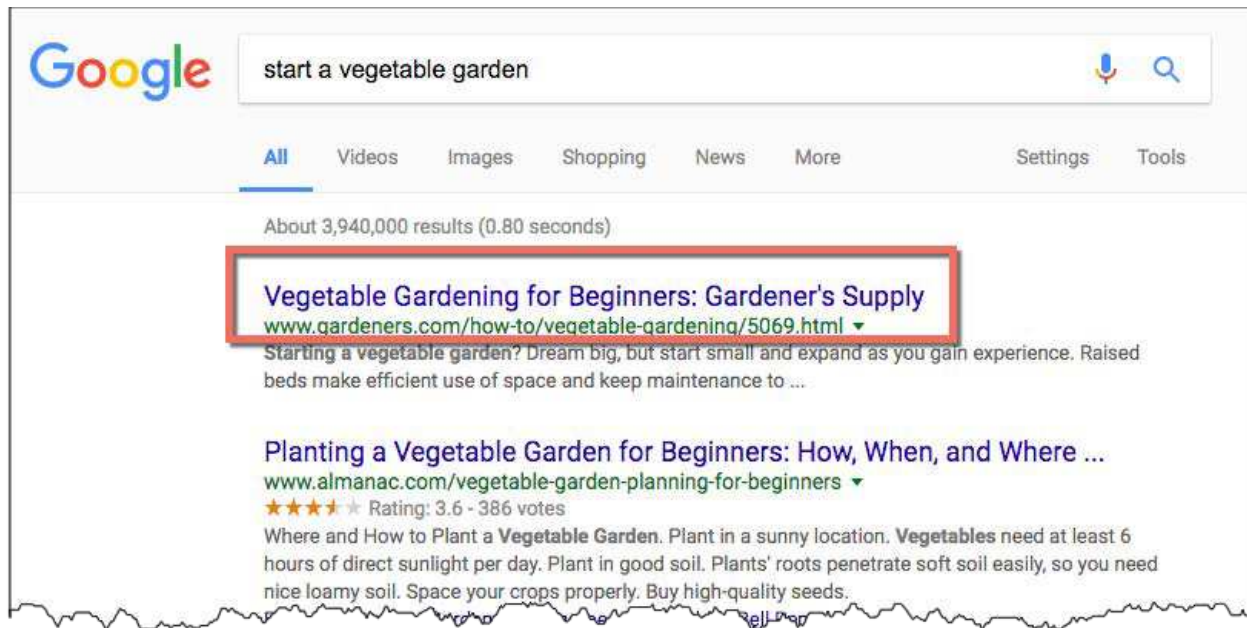 Google
start a vegetable garden
All Videos Images Shopping News More Settings Tools
About 3,940,000 results (0.80 seconds)
Vegetable Gardening for Beginners: Gardener's Supply
www.gardeners.com/how-to/vegetable-gardening/5069.html
Starting a vegetable garden? Dream big, but start small and expand as you gain experience. Raised
beds make efficient use of space and keep maintenance to ...
Planting a Vegetable Garden for Beginners: How, When, and Where ...
www.almanac.com/vegetable-garden-planning-for-beginners
Rating: 3.6 - 386 votes
Where and How to Plant a Vegetable Garden. Plant in a sunny location. Vegetables need at least 6
hours of direct sunlight per day. Plant in good soil. Plants' roots penetrate soft soil easily, so you need
nice loamy soil. Space your crops properly. Buy high-quality seeds.